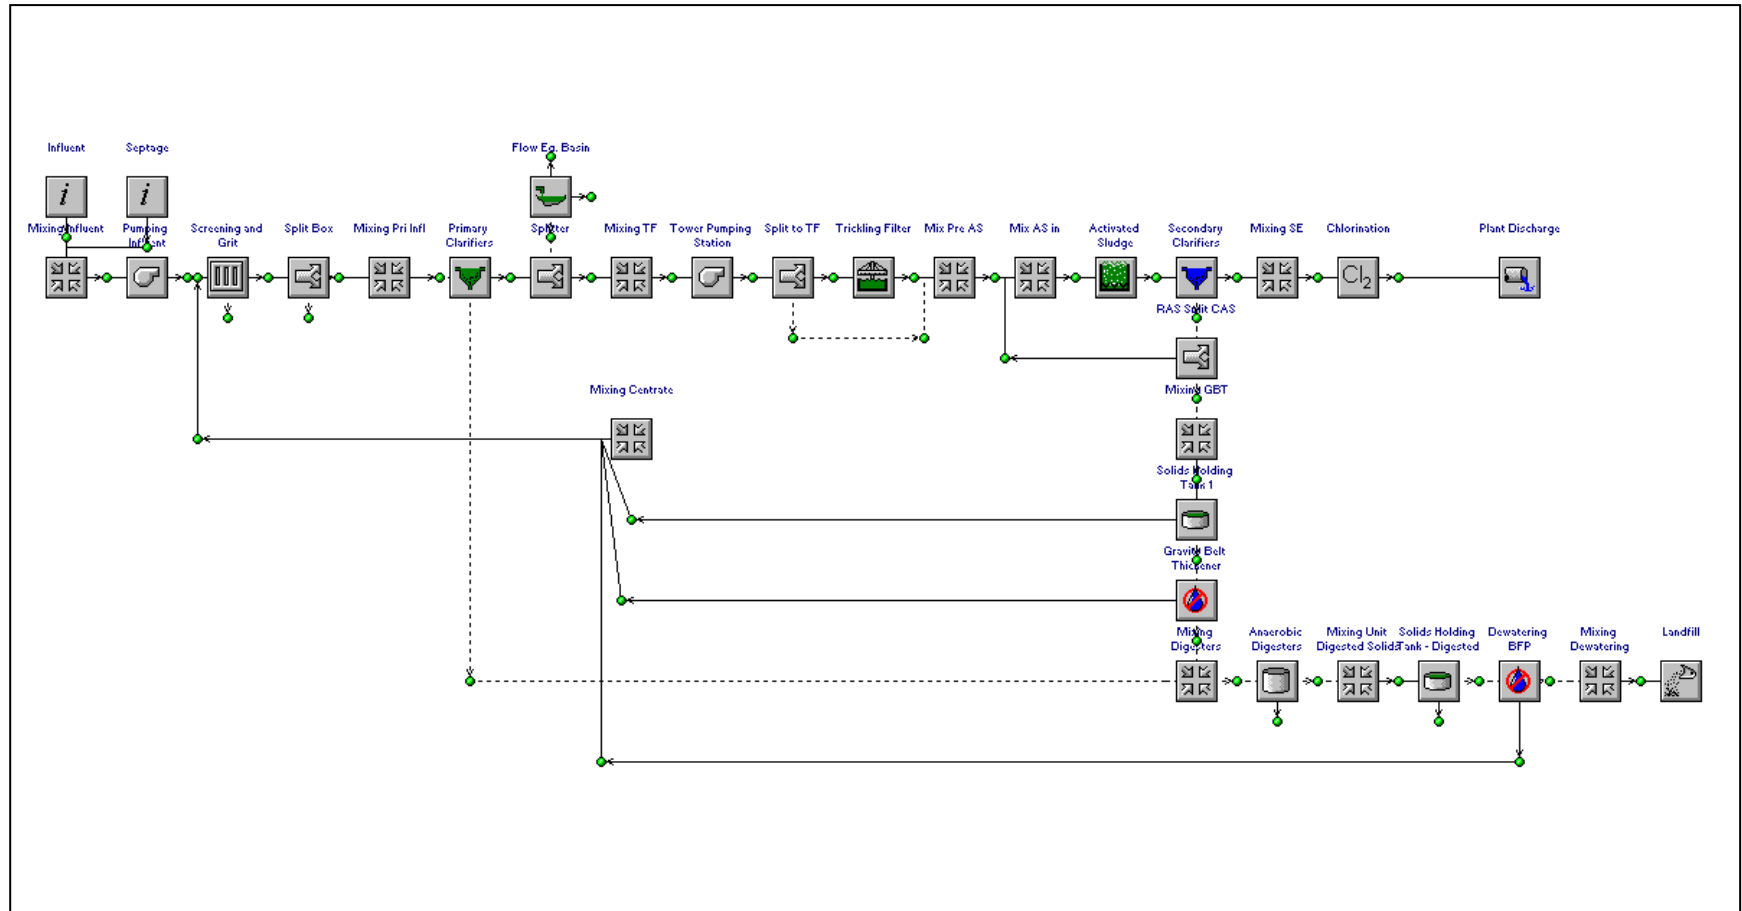 Influent
Septage
Flow Eq. Basin
Mixing Influent
Pumping
Influent
Screening and
Grit
Split Box
Mixing Pri Infl
Primary
Clarifiers
Splitter
Mixing TF
Tower Pumping
Station
Split to TF
Trickling Filter
Mix Pre AS
Mix AS in
Activated
Sludge
Secondary
Clarifiers
Mixing SE
Chlorination
Plant Discharge
i
i
Cl2
RAS Split CAS
Mixing GBT
Mixing Centrate
Solids Holding
Tank 1
Gravity Belt
Thickener
Mixing
Digesters
Anaerobic
Digesters
Mixing Unit
Digested Solids
Solids Holding
Tank - Digested
Dewatering
BFP
Mixing
Dewatering
Landfill